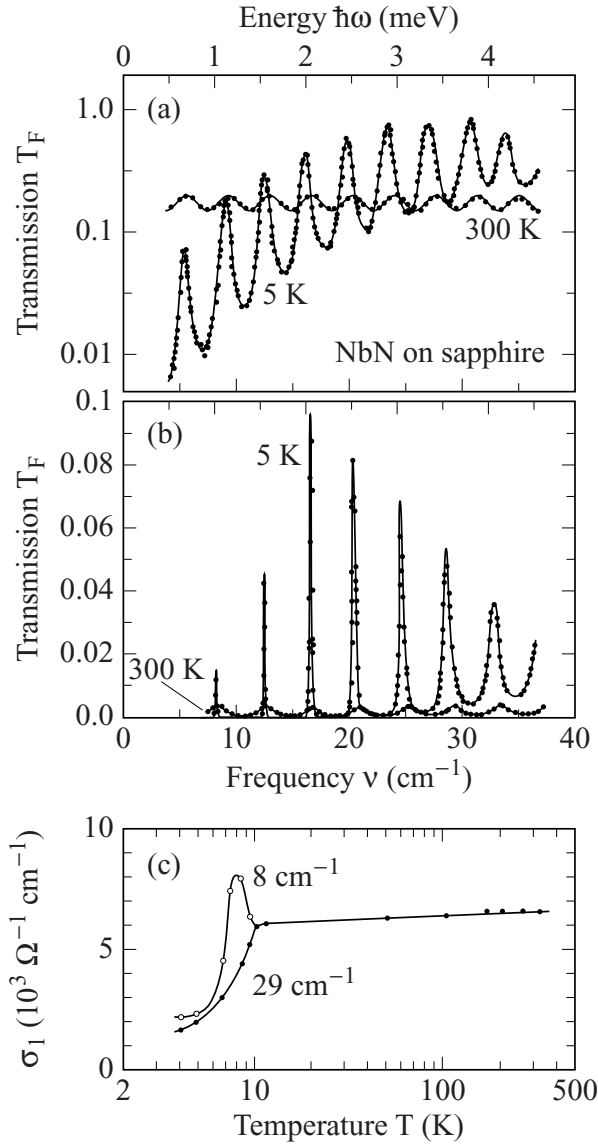 Energy ħω (meV)
0 1 2 3 4
(a)
Transmission T_F
1.0
0.1
0.01
300 K
5 K
NbN on sapphire
(b)
Transmission T_F
0.1
0.08
0.06
0.04
0.02
0.0
5 K
300 K
0 10 20 30 40
Frequency ν (cm⁻¹)
(c)
σ₁ (10³ Ω⁻¹ cm⁻¹)
10
5
0
8 cm⁻¹
29 cm⁻¹
2 10 100 500
Temperature T (K)